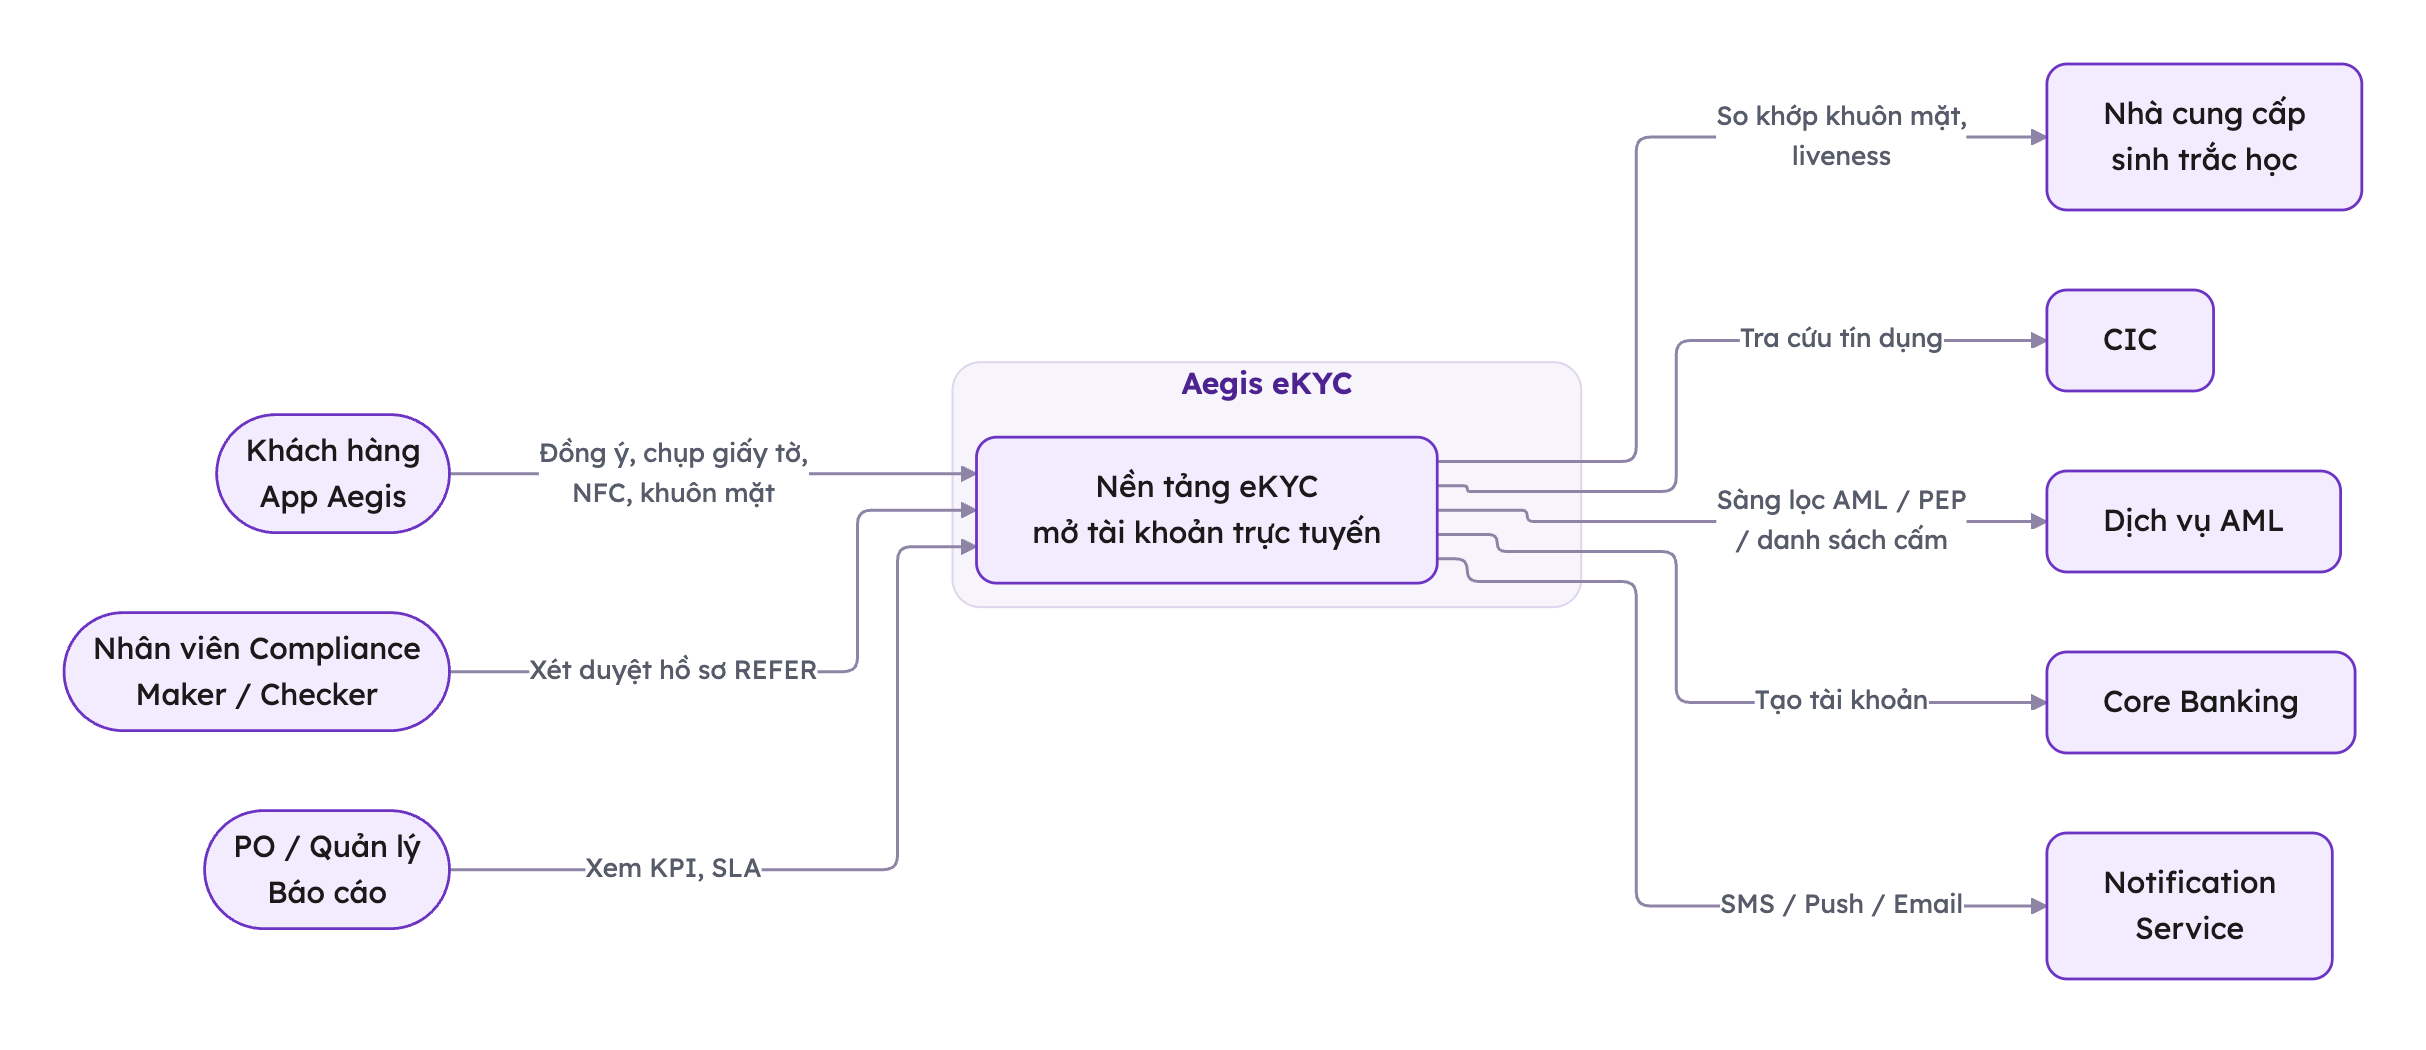 Khách hàng
App Aegis
Đồng ý, chụp giấy tờ,
NFC, khuôn mặt
Nhân viên Compliance
Maker / Checker
Xét duyệt hồ sơ REFER
PO / Quản lý
Báo cáo
Xem KPI, SLA
Aegis eKYC
Nền tảng eKYC
mở tài khoản trực tuyến
So khớp khuôn mặt,
liveness
Nhà cung cấp
sinh trắc học
Tra cứu tín dụng
CIC
Sàng lọc AML / PEP
/ danh sách cấm
Dịch vụ AML
Tạo tài khoản
Core Banking
SMS / Push / Email
Notification
Service